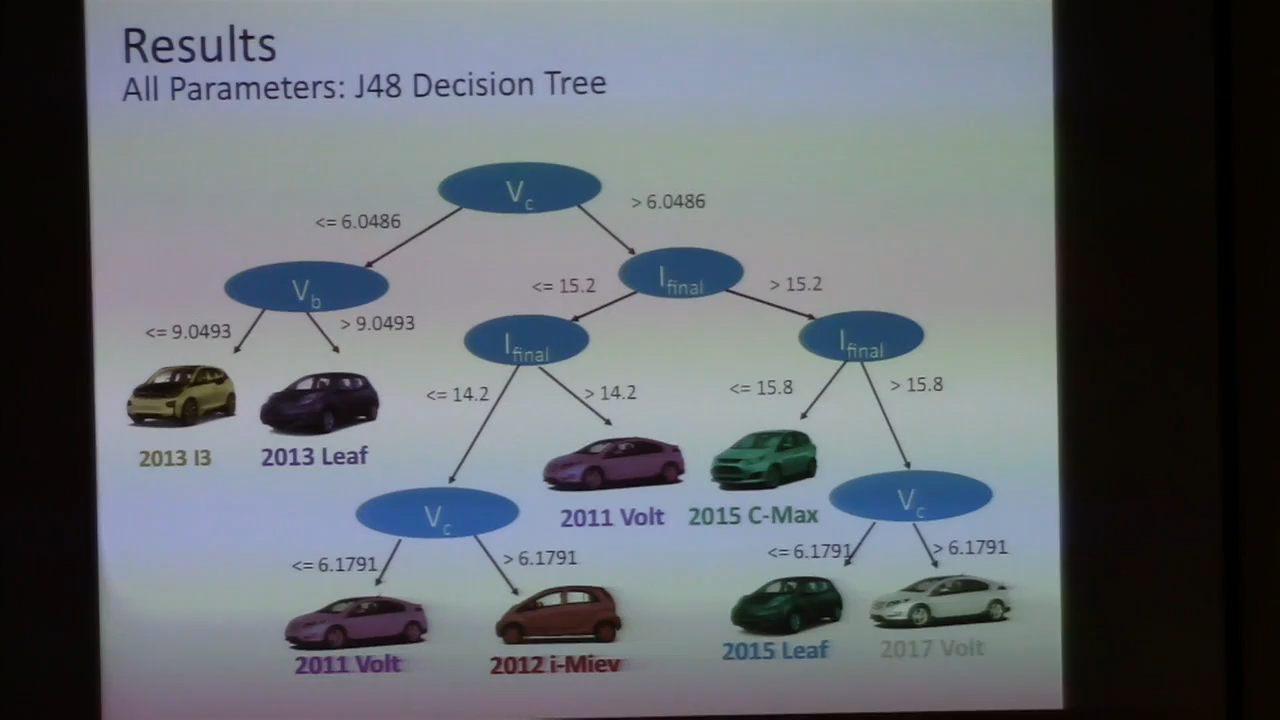 Results
All Parameters: J48 Decision Tree
Vc
<= 6.0486
> 6.0486
Vb
Ifinal
<= 15.2
> 15.2
<= 9.0493
> 9.0493
Ifinal
Ifinal
<= 14.2
> 14.2
<= 15.8
> 15.8
2013 I3
2013 Leaf
2011 Volt
2015 C-Max
Vc
Vc
<= 6.1791
> 6.1791
<= 6.1791
> 6.1791
2011 Volt
2012 i-Miev
2015 Leaf
2017 Volt